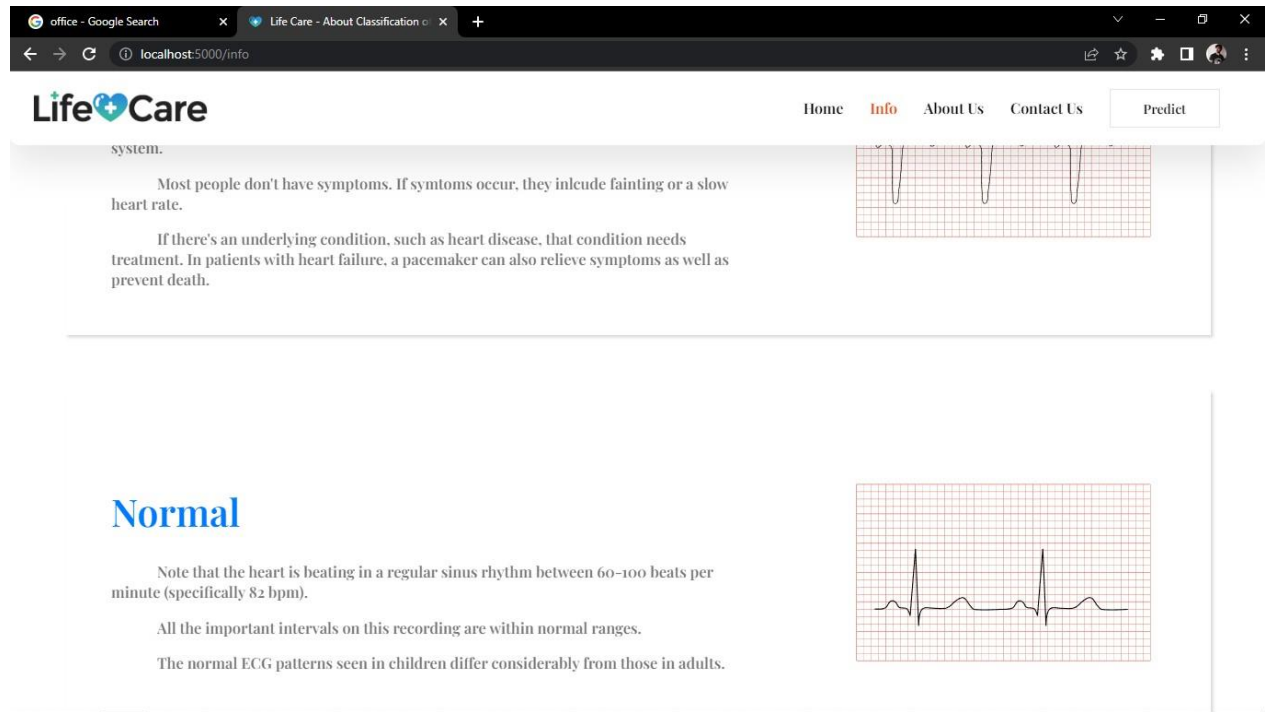 office - Google Search
Life Care - About Classification o
localhost:5000/info
Life Care
Home Info About Us Contact Us Predict
system.
Most people don't have symptoms. If symtoms occur, they inlcude fainting or a slow
heart rate.
If there's an underlying condition, such as heart disease, that condition needs
treatment. In patients with heart failure, a pacemaker can also relieve symptoms as well as
prevent death.
Normal
Note that the heart is beating in a regular sinus rhythm between 60-100 beats per
minute (specifically 82 bpm).
All the important intervals on this recording are within normal ranges.
The normal ECG patterns seen in children differ considerably from those in adults.